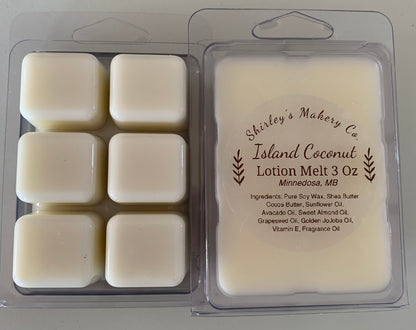 Shirley's Makery Co.
Island Coconut
Lotion Melt 3 Oz
Minnedosa, MB
Ingredients: Pure Soy Wax, Shea Butter
Cocoa Butter, Sunflower Oil,
Avacado Oil, Sweet Almond Oil,
Grapeseed Oil, Golden JoJoba Oil,
Vitamin E, Fragrance Oil